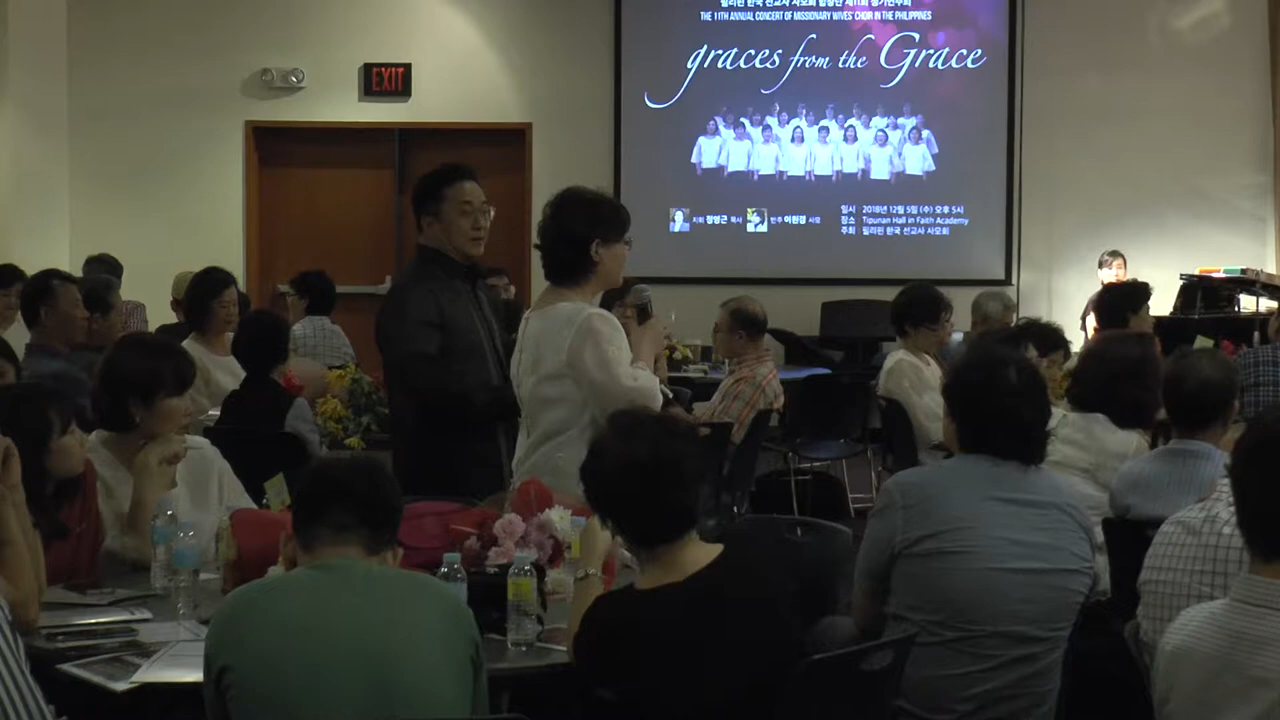 필리핀 한국 선교사 사모회 합창단 제11회 정기연주회
THE 11TH ANNUAL CONCERT OF MISSIONARY WIVES' CHOIR IN THE PHILIPPINES
graces from the Grace
EXIT
지휘 정영근 목사 반주 이원경 사모
일시 2018년 12월 5일 (수) 오후 5시
장소 Tipunan Hall in Faith Academy
주최 필리핀 한국 선교사 사모회